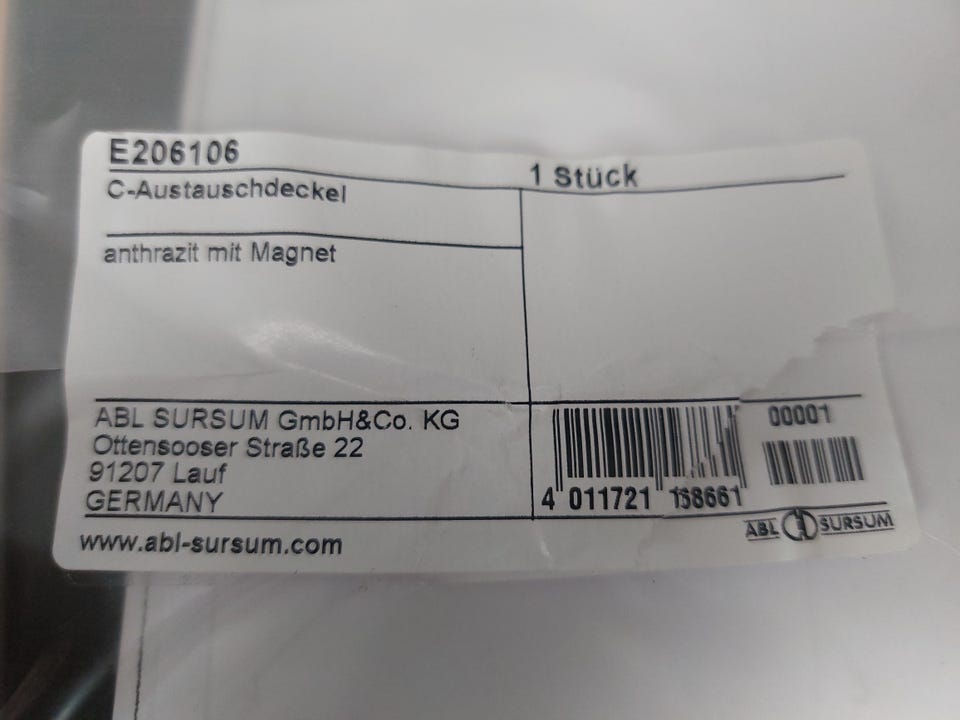 E206106
1 Stück
C-Austauschdeckel
anthrazit mit Magnet
ABL SURSUM GmbH&Co. KG
Ottensooser Straße 22
91207 Lauf
GERMANY
www.abl-sursum.com
00001
4 011721 168661
ABL SURSUM